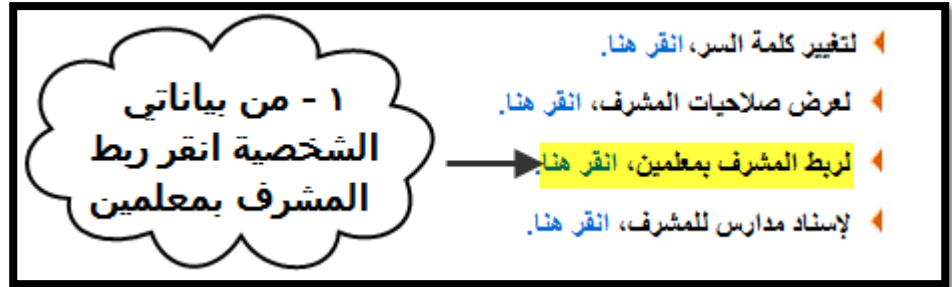 لتغيير كلمة السر، انقر هنا.
لعرض صلاحيات المشرف، انقر هنا.
لربط المشرف بمعلمين، انقر هنا.
لإسناد مدارس للمشرف، انقر هنا.
١ - من بياناتي
الشخصية انقر ربط
المشرف بمعلمين